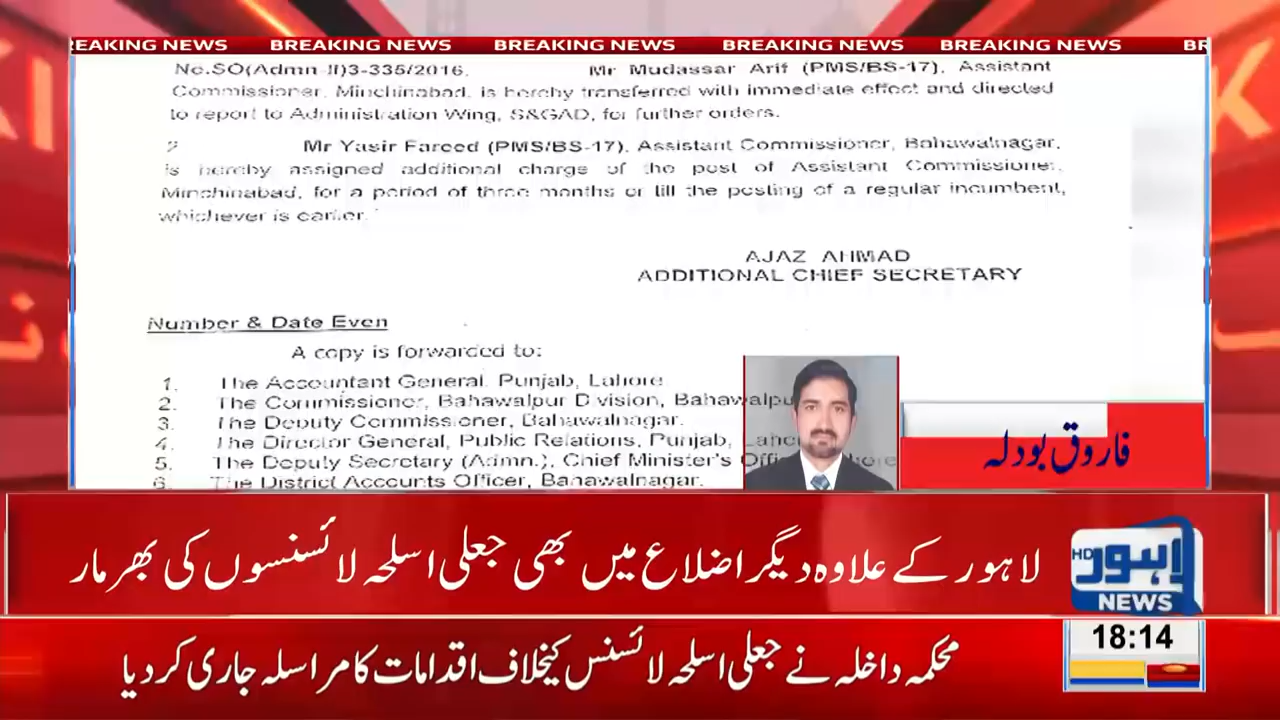 BREAKING NEWS BREAKING NEWS BREAKING NEWS BREAKING NEWS
No.SO(Admn-II)3-335/2016. Mr Mudassar Arif (PMS/BS-17), Assistant
Commissioner, Minchinabad, is hereby transferred with immediate effect and directed
to report to Administration Wing, S&GAD, for further orders.
2 Mr Yasir Fareed (PMS/BS-17), Assistant Commissioner, Bahawalnagar,
is hereby assigned additional charge of the post of Assistant Commissioner,
Minchinabad, for a period of three months or till the posting of a regular incumbent,
whichever is earlier.
AJAZ AHMAD
ADDITIONAL CHIEF SECRETARY
Number & Date Even
A copy is forwarded to:
1. The Accountant General, Punjab, Lahore
2. The Commissioner, Bahawalpur Division,
3. The Deputy Commissioner, Bahawalnagar.
4. The Director General, Public Relations, Punjab,
5. The Deputy Secretary (Admn.), Chief Minister's
6. The District Accounts Officer, Bahawalnagar.
فاروق بودلہ
لاہور کے علاوہ دیگر اضلاع میں بھی جعلی اسلحہ لائسنسوں کی بھرمار
لاہور HD
NEWS
18:14
محکمہ داخلہ نے جعلی اسلحہ لائسنس کیخلاف اقدامات کا مراسلہ جاری کردیا